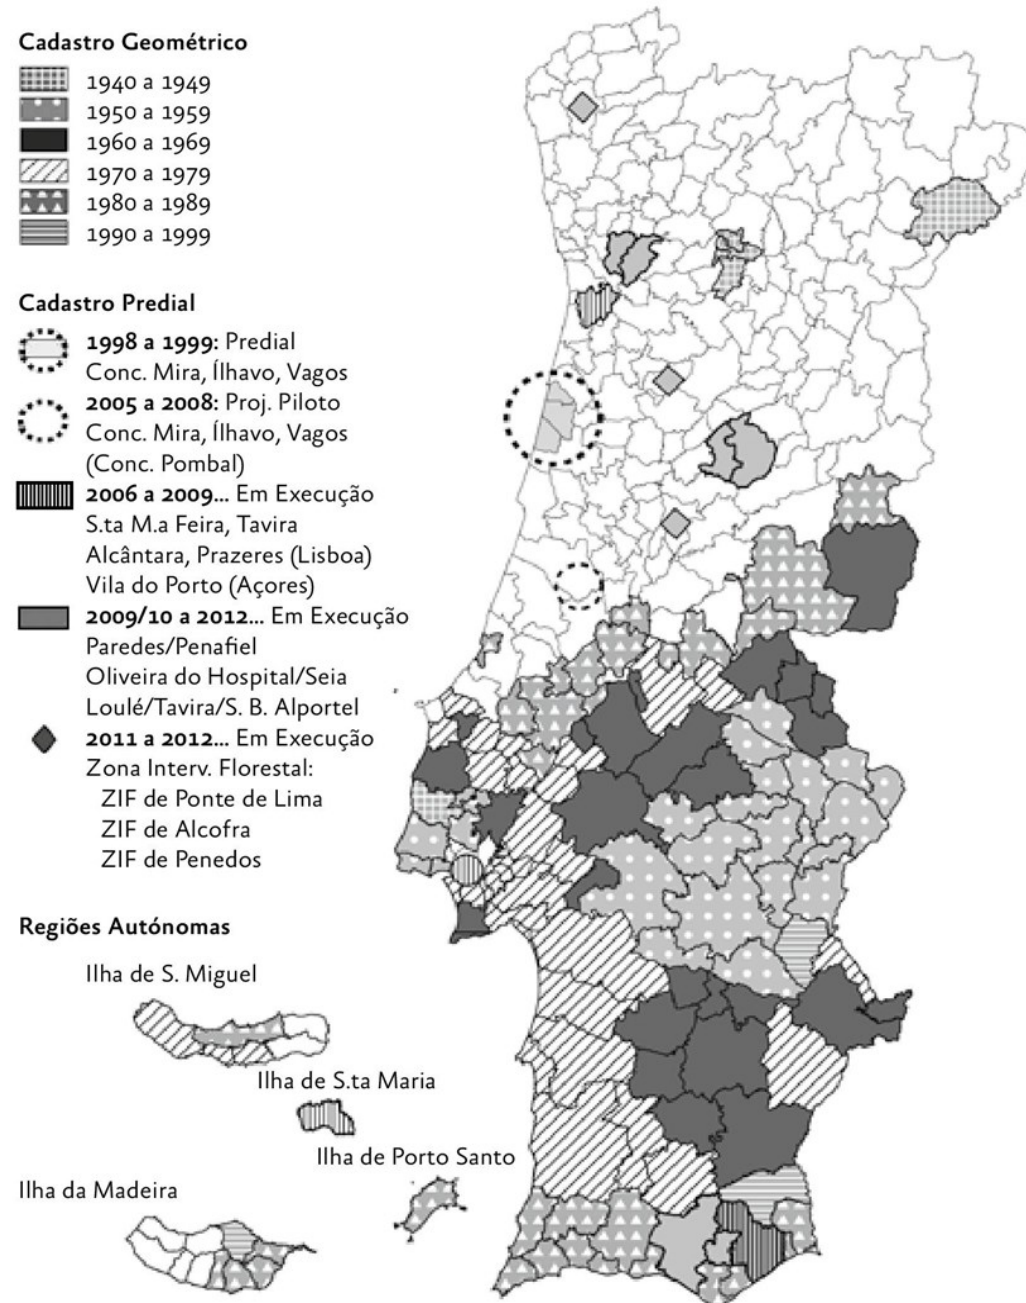 Cadastro Geométrico
1940 a 1949
1950 a 1959
1960 a 1969
1970 a 1979
1980 a 1989
1990 a 1999
Cadastro Predial
1998 a 1999: Predial
Conc. Mira, Ílhavo, Vagos
2005 a 2008: Proj. Piloto
Conc. Mira, Ílhavo, Vagos
(Conc. Pombal)
2006 a 2009... Em Execução
S.ta M.a Feira, Tavira
Alcântara, Prazeres (Lisboa)
Vila do Porto (Açores)
2009/10 a 2012... Em Execução
Paredes/Penafiel
Oliveira do Hospital/Seia
Loulé/Tavira/S. B. Alportel
2011 a 2012... Em Execução
Zona Interv. Florestal:
ZIF de Ponte de Lima
ZIF de Alcofra
ZIF de Penedos
Regiões Autónomas
Ilha de S. Miguel
Ilha de S.ta Maria
Ilha de Porto Santo
Ilha da Madeira